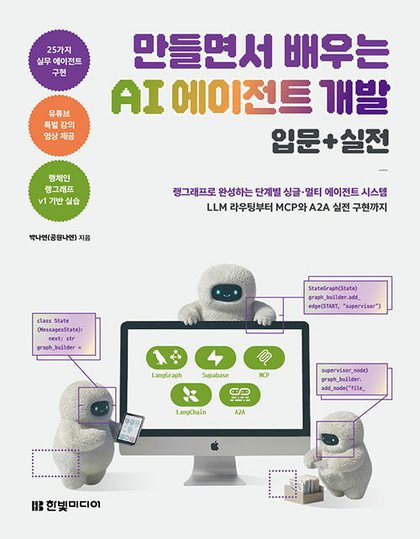 25가지
실무 에이전트
구현
유튜브
특별 강의
영상 제공
랭체인
랭그래프
v1 기반 실습
만들면서 배우는
AI 에이전트 개발
입문+실전
랭그래프로 완성하는 단계별 싱글·멀티 에이전트 시스템
LLM 라우팅부터 MCP와 A2A 실전 구현까지
박나연(공원나연) 지음
StateGraph(State)
graph_builder.add_
edge(START, "supervisor")
class State
(MessagesState):
next: str
graph_builder =
LangGraph
Supabase
MCP
LangChain
A2A
supervisor_node)
graph_builder.
add_node("file_
한빛미디어